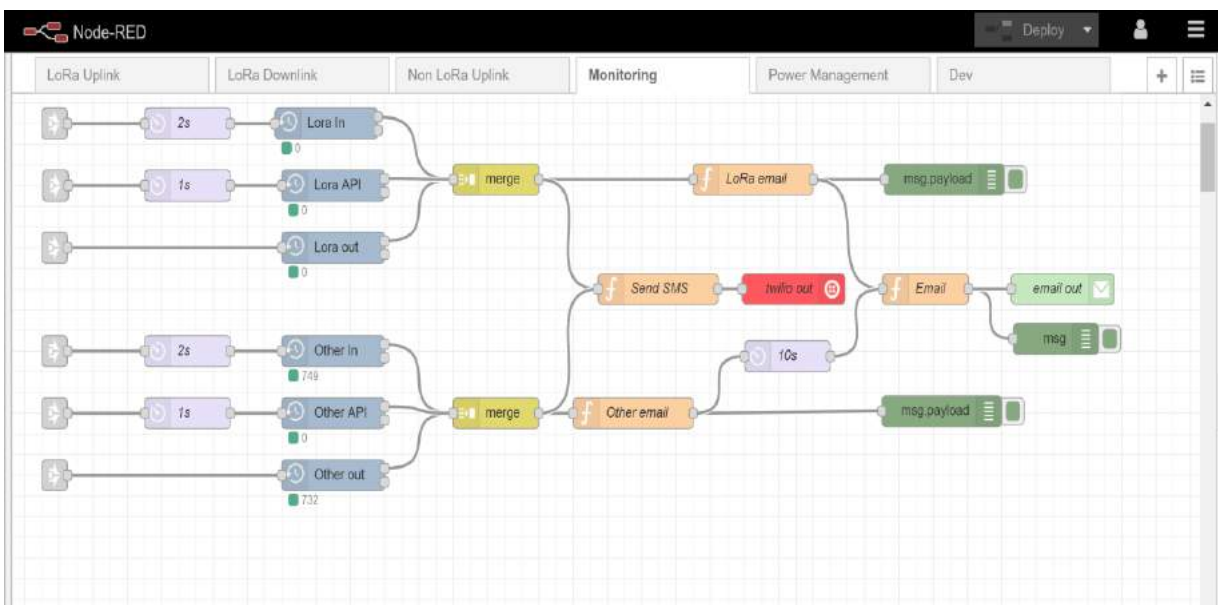 Node-RED
Deploy
LoRa Uplink
LoRa Downlink
Non LoRa Uplink
Monitoring
Power Management
Dev
2s
Lora In
0
1s
Lora API
merge
LoRa email
msg.payload
0
Lora out
0
Send SMS
twilio out
Email
email out
msg
2s
Other In
10s
749
1s
Other API
merge
Other email
msg.payload
0
Other out
732